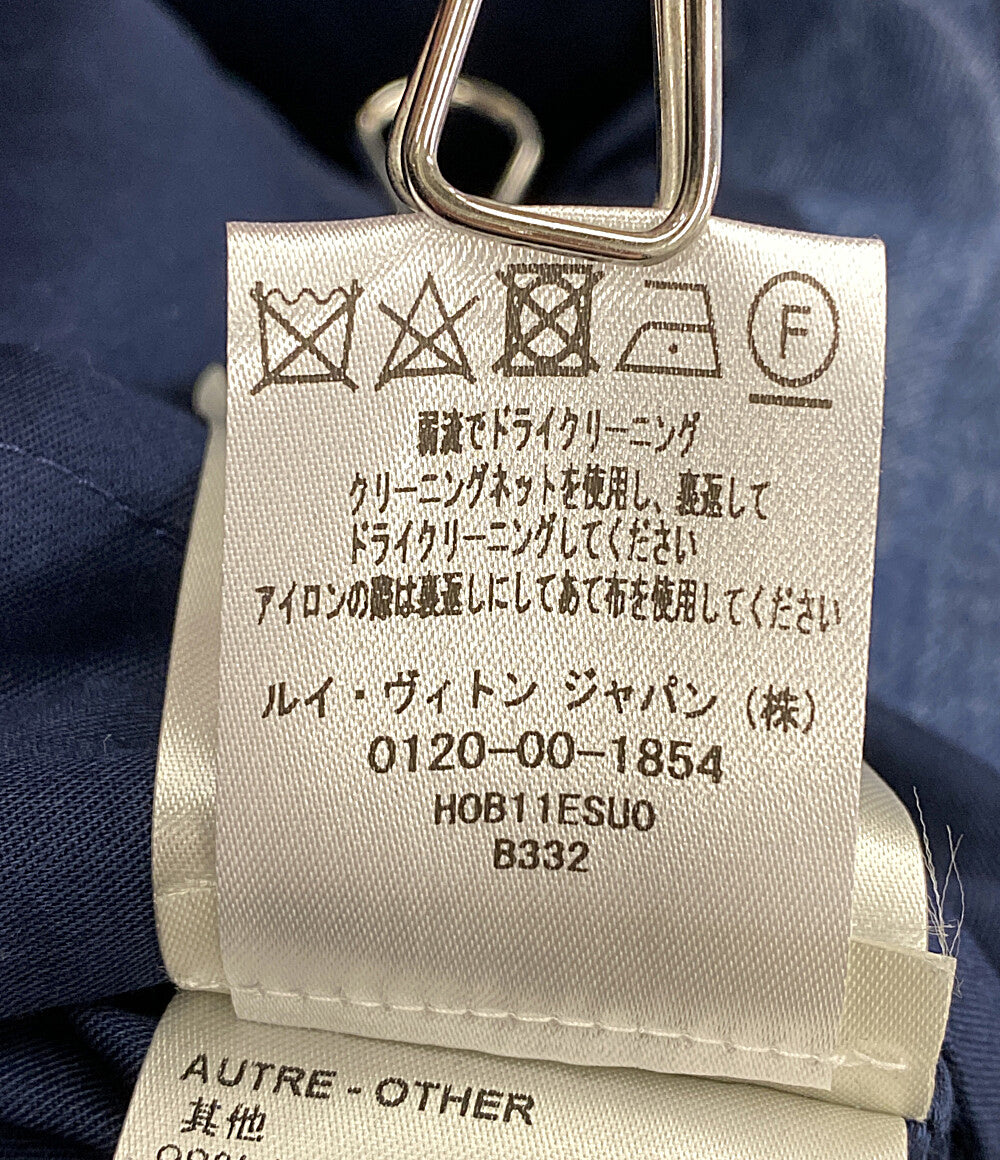 F
弱流でドライクリーニング
クリーニングネットを使用し、裏返して
ドライクリーニングしてください
アイロンの際は裏返しにしてあて布を使用してください
ルイ・ヴィトン ジャパン (株)
0120-00-1854
H0B11ESU0
B332
AUTRE - OTHER
其他